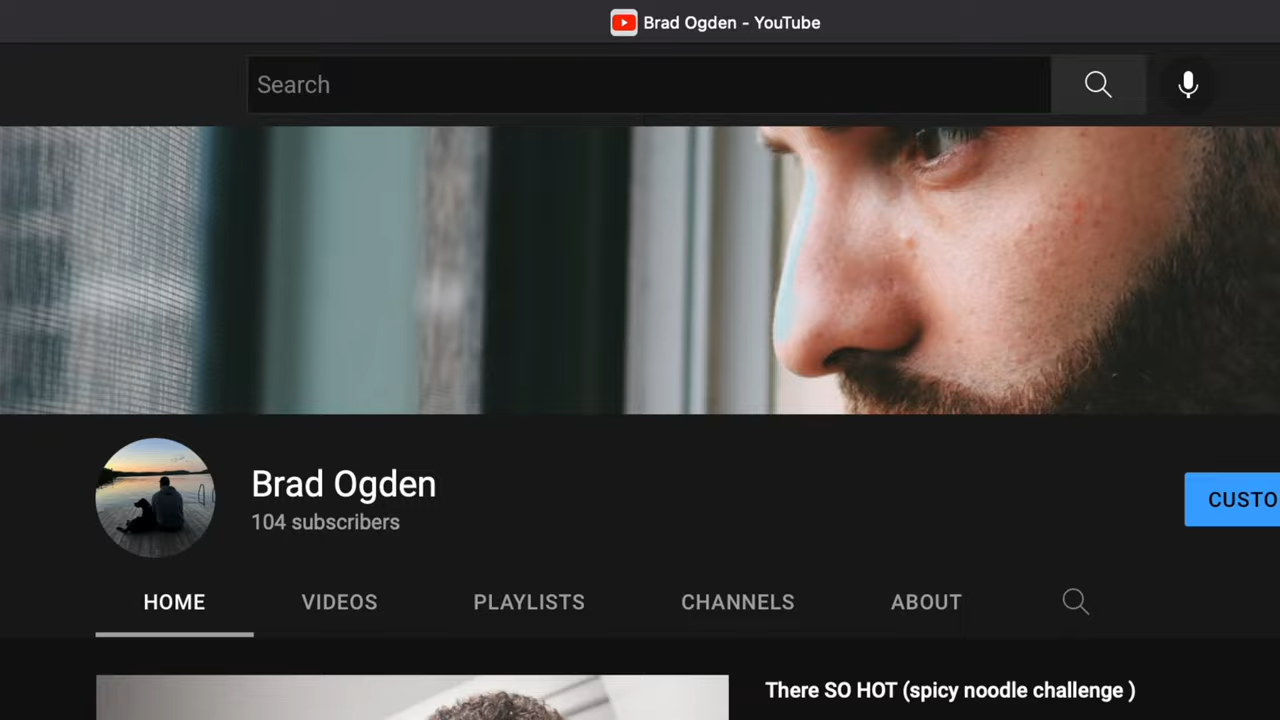 Brad Ogden - YouTube
Search
Brad Ogden
104 subscribers
CUSTO
HOME
VIDEOS
PLAYLISTS
CHANNELS
ABOUT
There SO HOT (spicy noodle challenge )